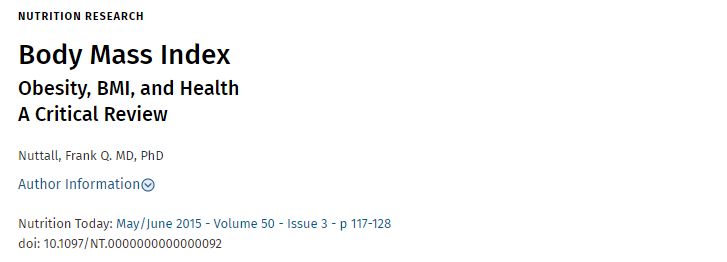 NUTRITION RESEARCH
Body Mass Index
Obesity, BMI, and Health
A Critical Review
Nuttall, Frank Q. MD, PhD
Author Information
Nutrition Today: May/June 2015 - Volume 50 - Issue 3 - p 117-128
doi: 10.1097/NT.0000000000000092